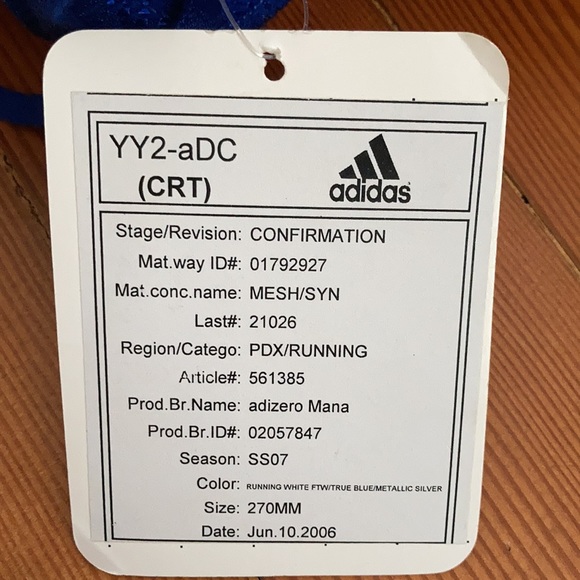 YY2-aDC
(CRT)
adidas
Stage/Revision: CONFIRMATION
Mat.way ID#: 01792927
Mat.conc.name: MESH/SYN
Last#: 21026
Region/Catego: PDX/RUNNING
Article#: 561385
Prod.Br.Name: adizero Mana
Prod.Br.ID#: 02057847
Season: SS07
Color: RUNNING WHITE FTW/TRUE BLUE/METALLIC SILVER
Size: 270MM
Date: Jun.10.2006